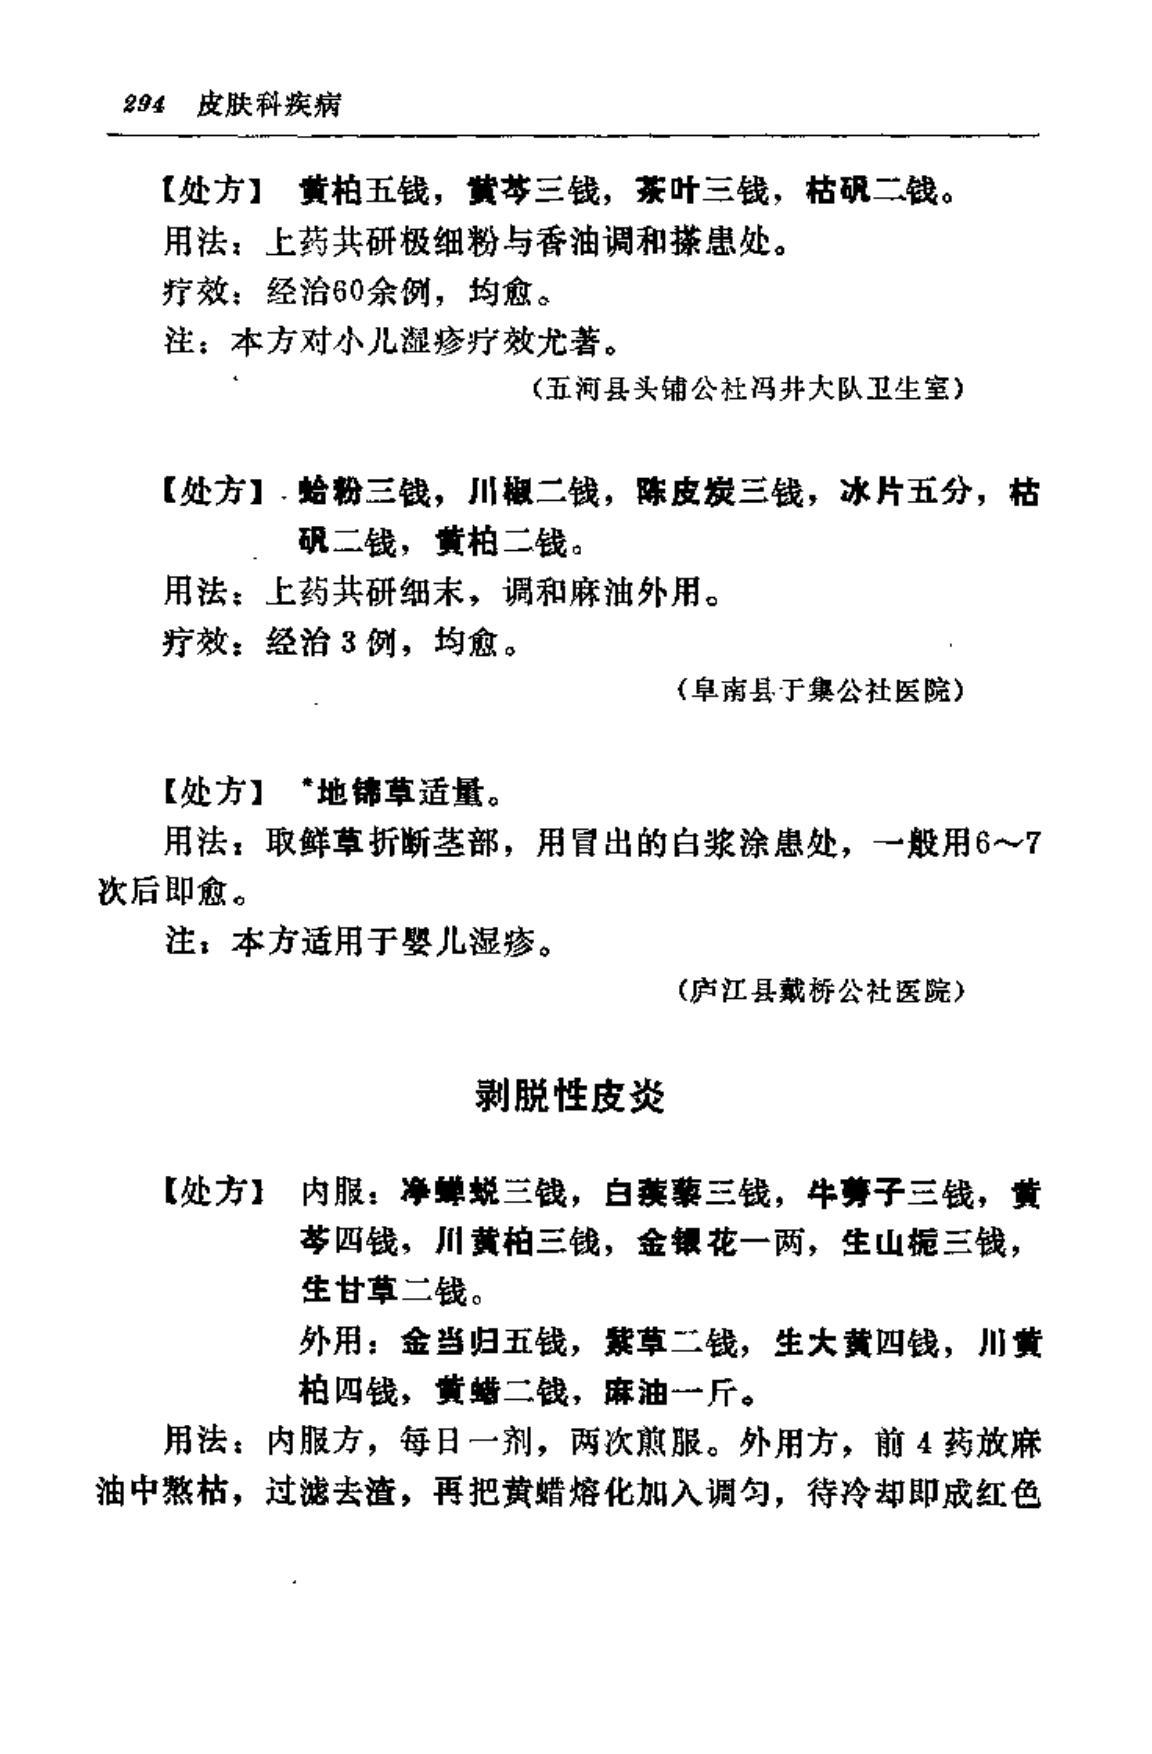 294 皮肤科疾病
【处方】 黄柏五钱，黄芩三钱，茶叶三钱，枯矾二钱。
用法：上药共研极细粉与香油调和搽患处。
疗效：经治60余例，均愈。
注：本方对小儿湿疹疗效尤著。
（五河县头铺公社冯井大队卫生室）
【处方】 蛤粉三钱，川椒二钱，陈皮炭三钱，冰片五分，枯
矾二钱，黄柏二钱。
用法：上药共研细末，调和麻油外用。
疗效：经治3例，均愈。
（阜南县于集公社医院）
【处方】 *地锦草适量。
用法：取鲜草折断茎部，用冒出的白浆涂患处，一般用6～7
次后即愈。
注：本方适用于婴儿湿疹。
（庐江县戴桥公社医院）
剥脱性皮炎
【处方】 内服：净蝉蜕三钱，白蒺藜三钱，牛蒡子三钱，黄
芩四钱，川黄柏三钱，金银花一两，生山栀三钱，
生甘草二钱。
外用：金当归五钱，紫草二钱，生大黄四钱，川黄
柏四钱，黄蜡二钱，麻油一斤。
用法：内服方，每日一剂，两次煎服。外用方，前4药放麻
油中熬枯，过滤去渣，再把黄蜡熔化加入调匀，待冷却即成红色